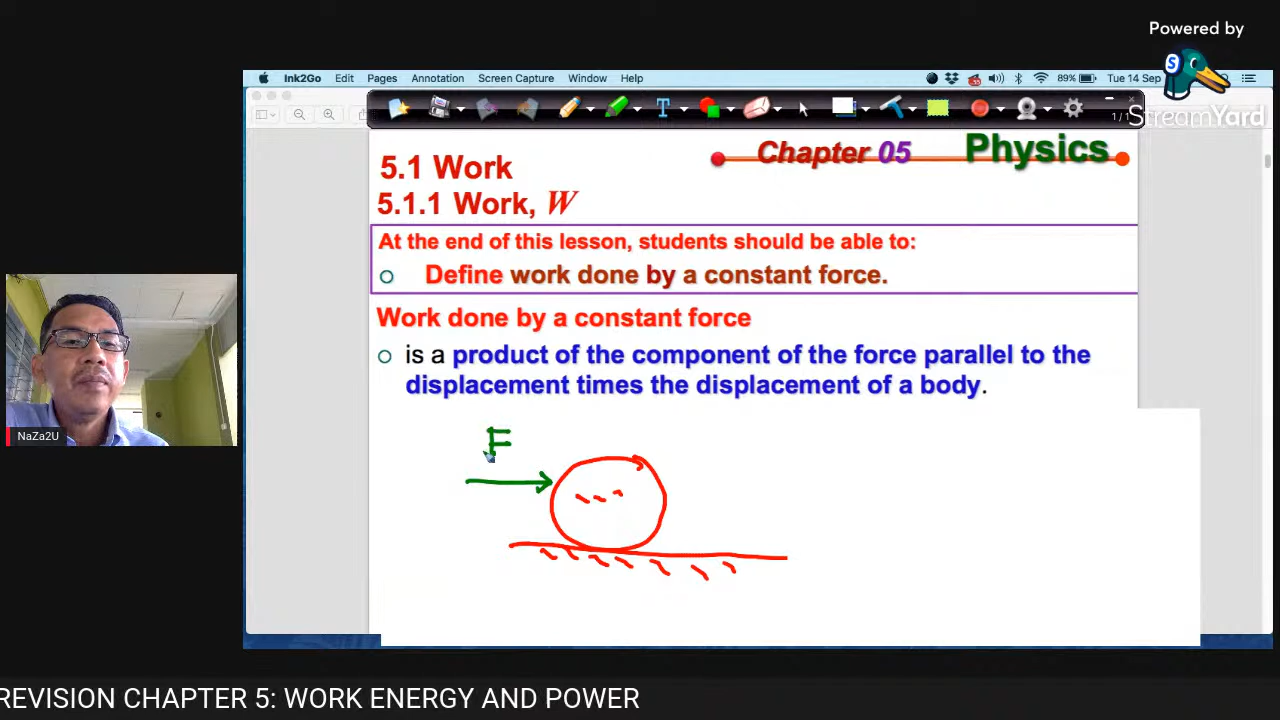 Powered by
StreamYard
Ink2Go Edit Pages Annotation Screen Capture Window Help
89% Tue 14 Sep
1/1
Chapter 05 Physics
5.1 Work
5.1.1 Work, W
At the end of this lesson, students should be able to:
Define work done by a constant force.
Work done by a constant force
is a product of the component of the force parallel to the
displacement times the displacement of a body.
F
NaZa2U
REVISION CHAPTER 5: WORK ENERGY AND POWER